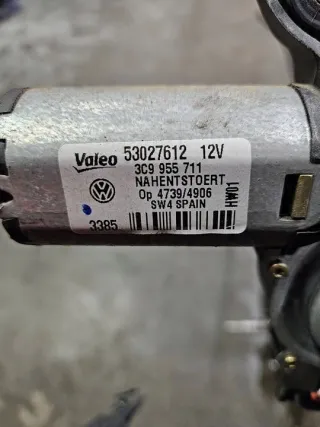 Valeo 53027612 12V
3C9 955 711
NAHENTSTOERT
Op 4739/4906
SW4 SPAIN
3385
HW01